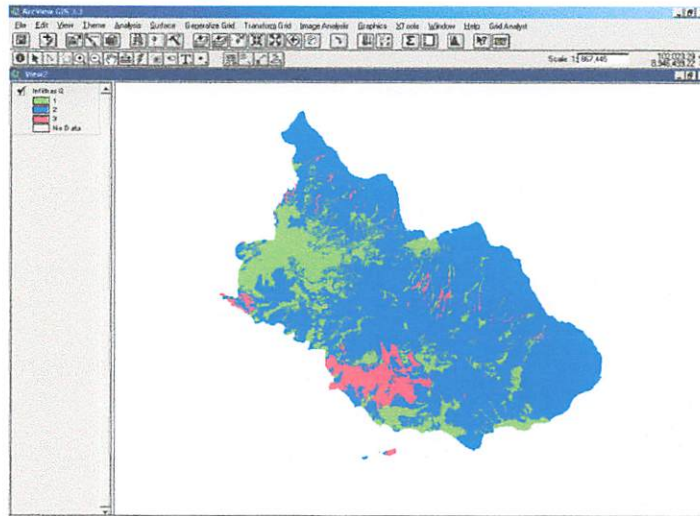 ArcView GIS 3.3
File Edit View Theme Analysis Surface Generalize Grid Transform Grid Image Analysis Graphics XTools Window Help Grid Analyst
Scale 1:
View2
1
2
3
No Data